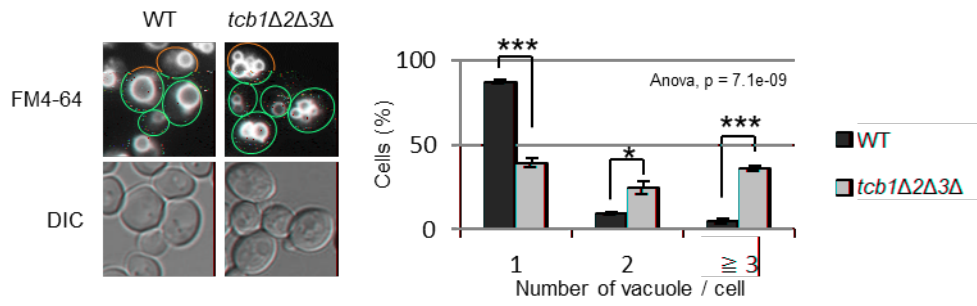 WT
tcb1Δ2Δ3Δ
FM4-64
DIC
Cells (%)
100
50
0
***
*
***
Anova, p = 7.1e-09
1
2
≧ 3
Number of vacuole / cell
WT
tcb1Δ2Δ3Δ